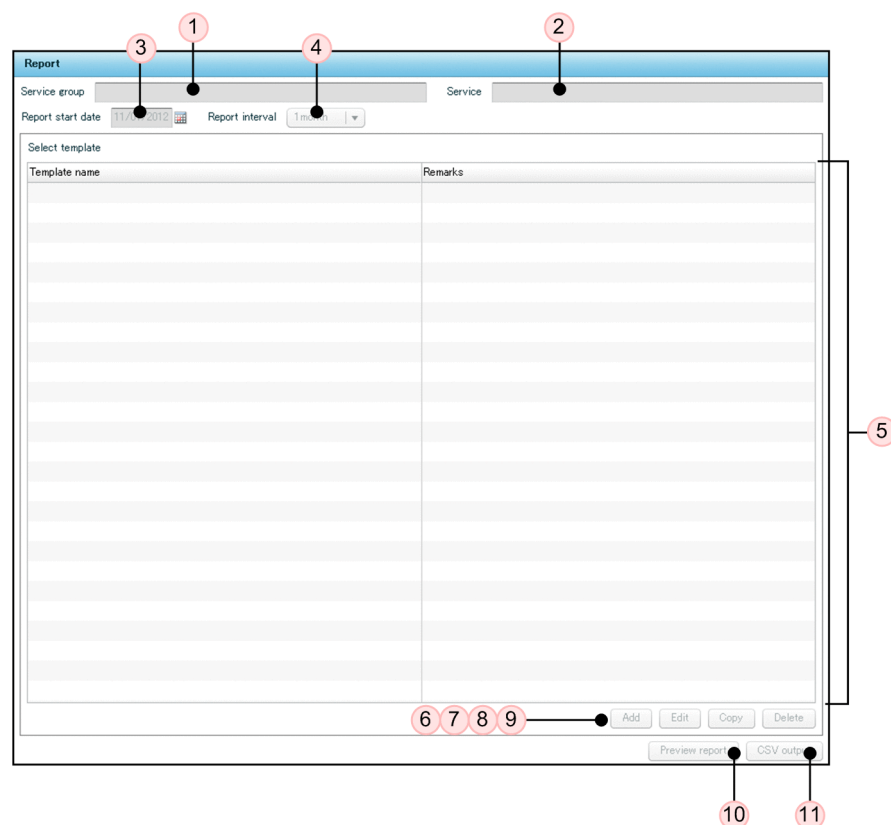 1 2
3 4
Report
Service group Service
Report start date 2012 Report interval
Select template
Template name Remarks
5
6 7 8 9 Add Edit Copy Delete
Preview report CSV
10 11